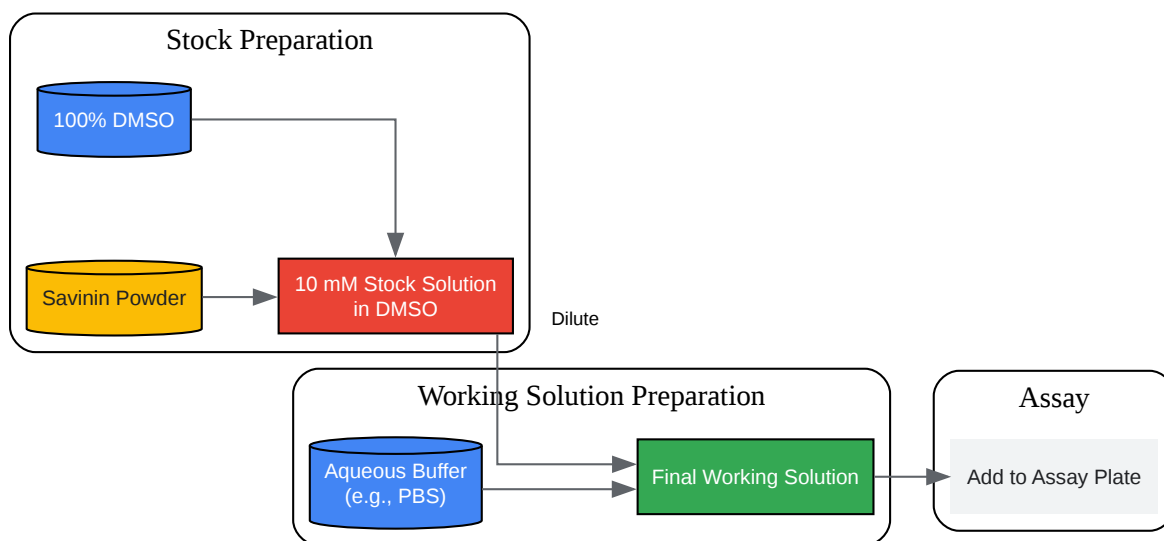 Stock Preparation
100% DMSO
Savinin Powder
10 mM Stock Solution
in DMSO
Dilute
Working Solution Preparation
Aqueous Buffer
(e.g., PBS)
Final Working Solution
Assay
Add to Assay Plate